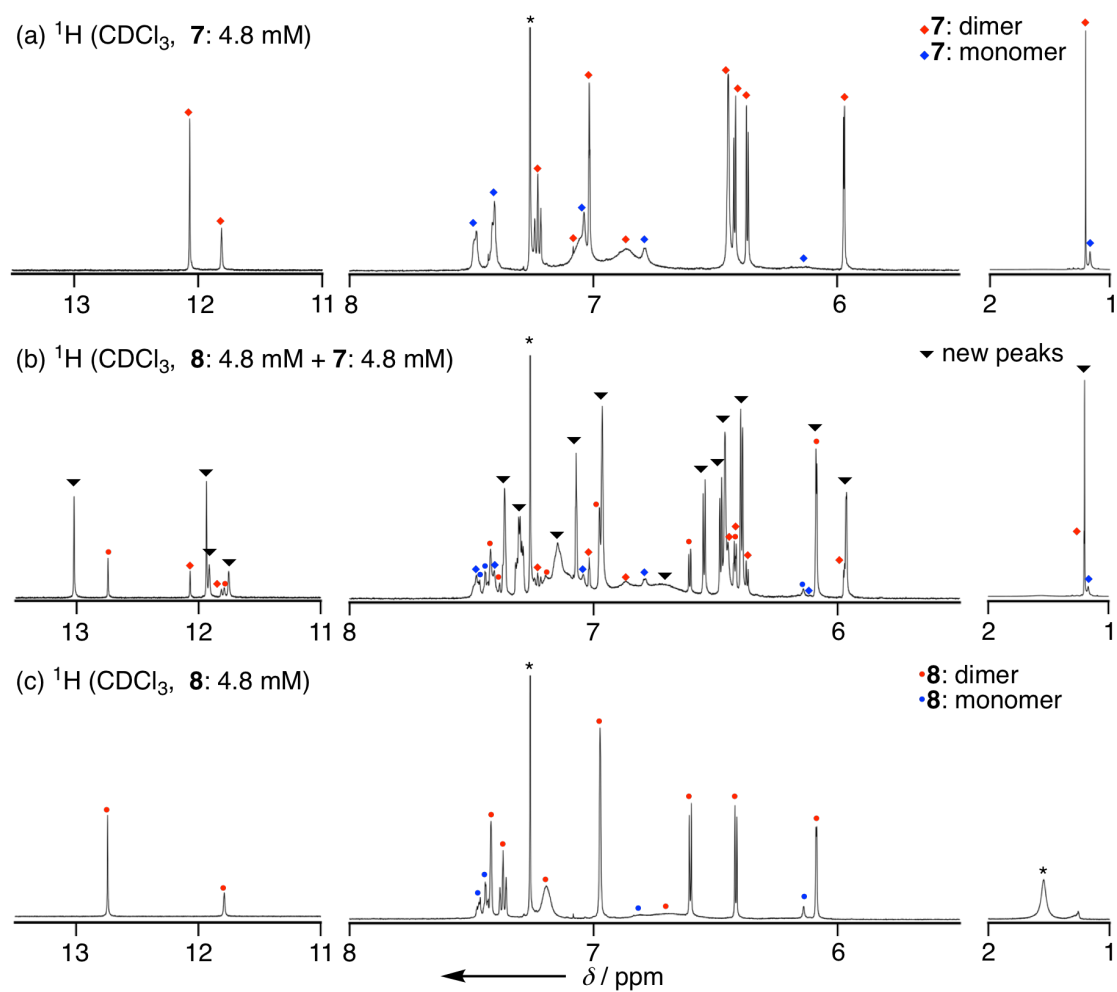 (a) ¹H (CDCl₃, 7: 4.8 mM)
*
7: dimer
7: monomer
13 12 11 8 7 6 2 1
(b) ¹H (CDCl₃, 8: 4.8 mM + 7: 4.8 mM)
*
new peaks
13 12 11 8 7 6 2 1
(c) ¹H (CDCl₃, 8: 4.8 mM)
*
8: dimer
8: monomer
*
13 12 11 8 7 6 2 1
δ / ppm